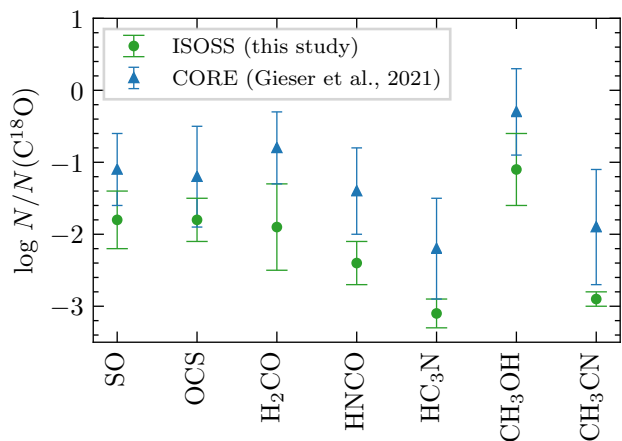 ISOSS (this study)
CORE (Gieser et al., 2021)
log N/N(C¹⁸O)
1
0
−1
−2
−3
SO
OCS
H₂CO
HNCO
HC₃N
CH₃OH
CH₃CN